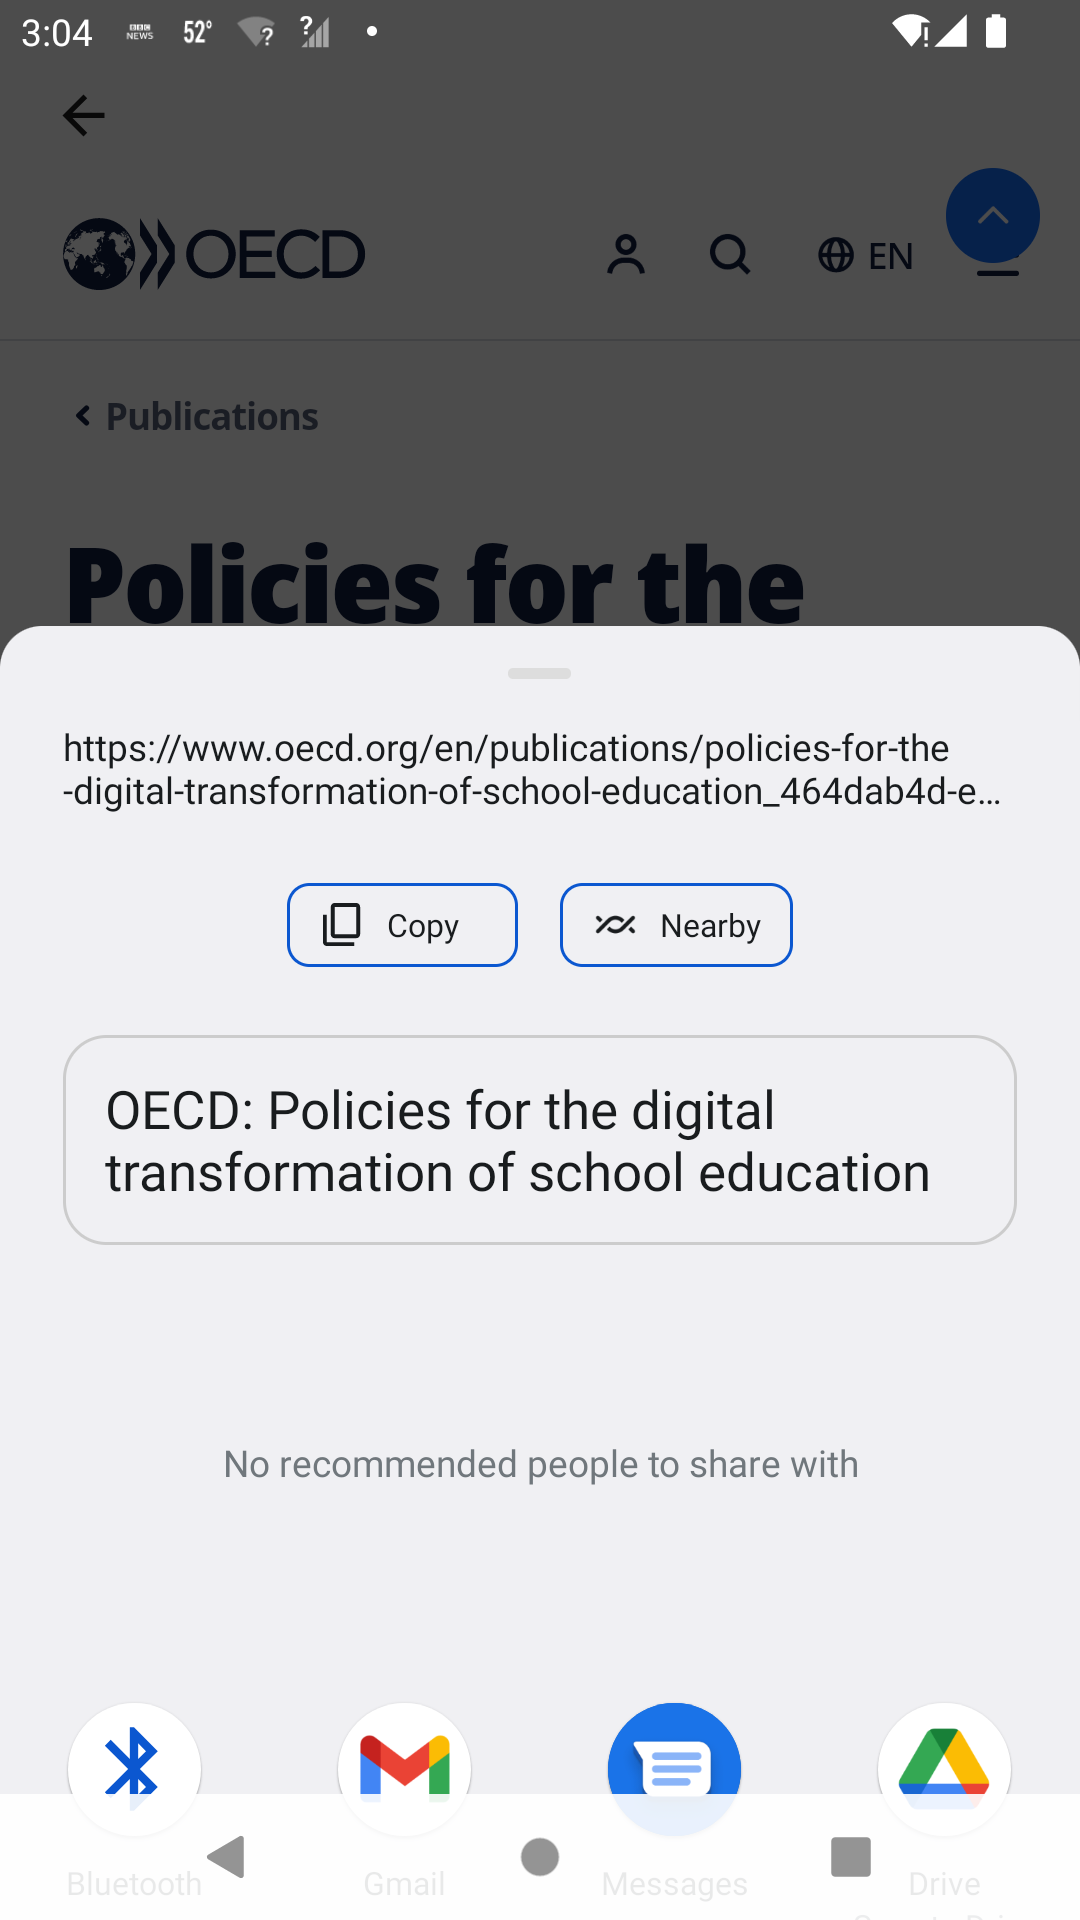 3:04 BBC NEWS 52° ? ? !
OECD EN
Publications
Policies for the
https://www.oecd.org/en/publications/policies-for-the
-digital-transformation-of-school-education_464dab4d-e…
Copy Nearby
OECD: Policies for the digital
transformation of school education
No recommended people to share with
Bluetooth Gmail Messages Drive